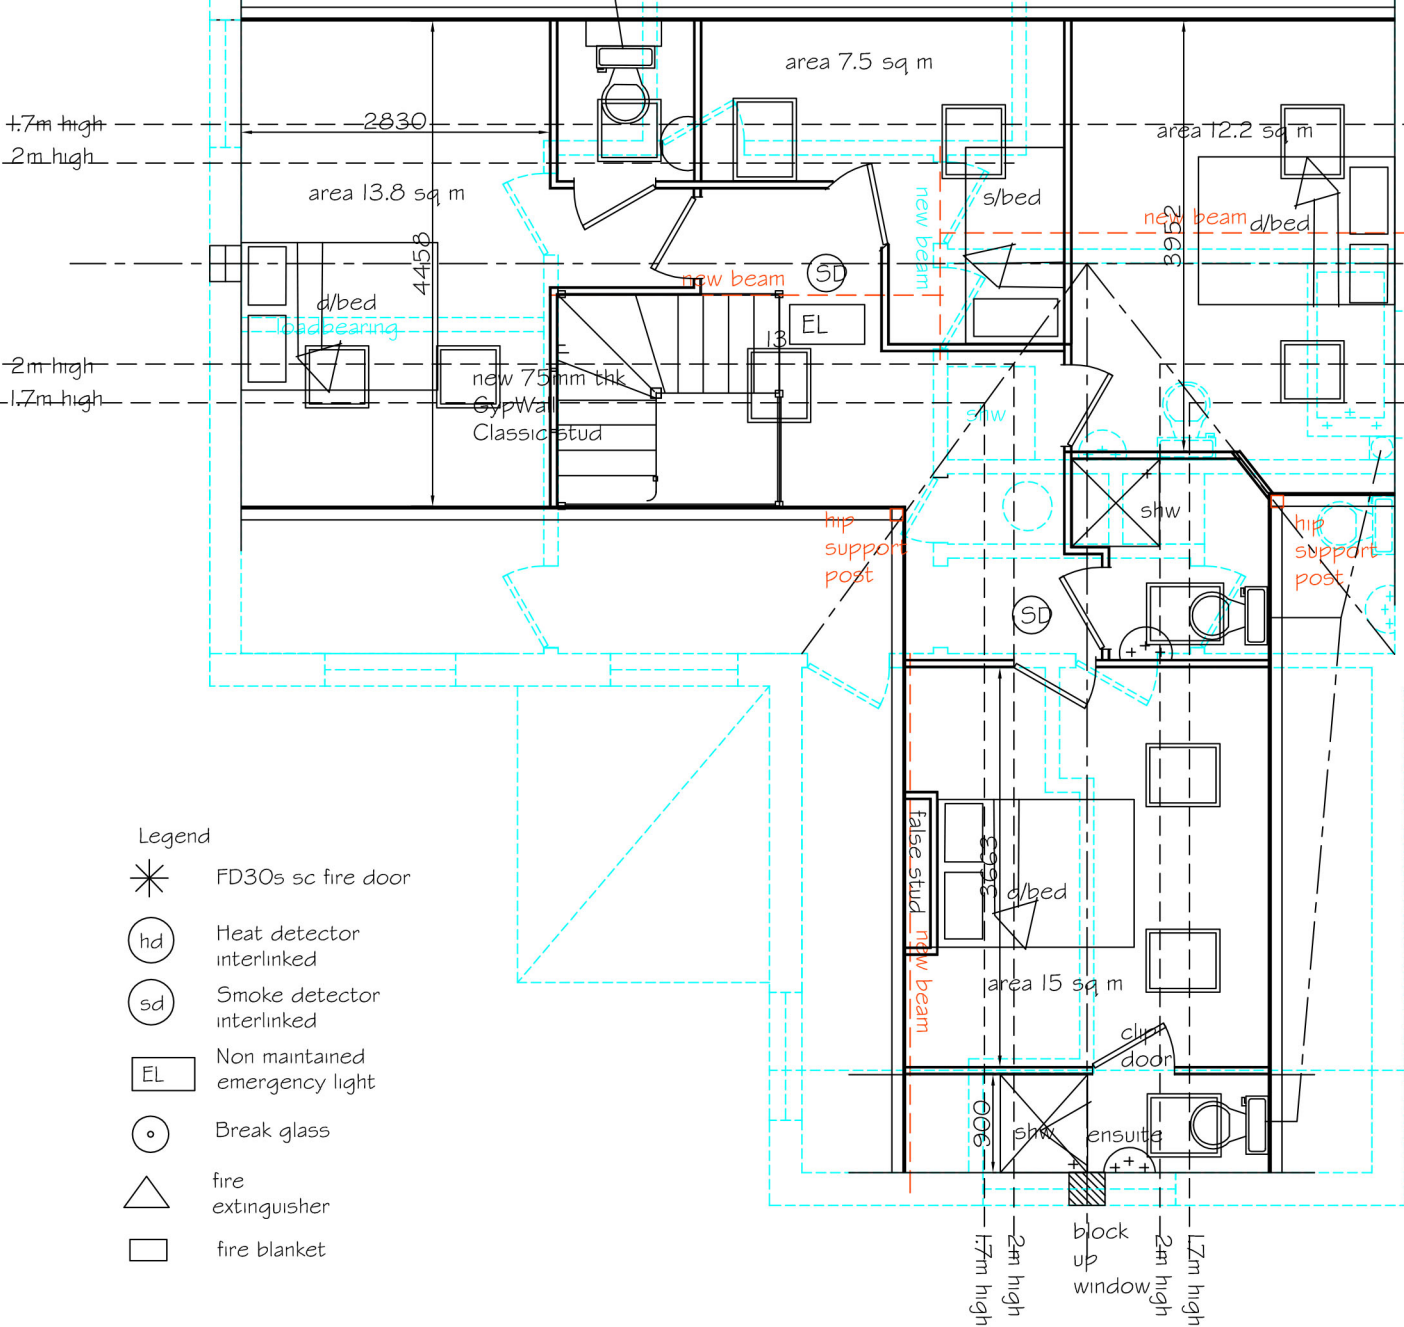 area 7.5 sq m
1.7m high
2830
area 12.2 sq m
2m high
area 13.8 sq m
s/bed
new beam
new beam
d/bed
3952
4458
new beam
SD
d/bed
loadbearing
EL
13
2m high
new 75mm thk
GypWall
Classic stud
1.7m high
shw
shw
hip
support
post
hip
support
post
SD
false stud
3663
d/bed
new beam
area 15 sq m
clip
door
900
shw
ensuite
block
up
window
1.7m high
2m high
2m high
1.7m high
Legend
FD30s sc fire door
hd
Heat detector
interlinked
sd
Smoke detector
interlinked
EL
Non maintained
emergency light
Break glass
fire
extinguisher
fire blanket